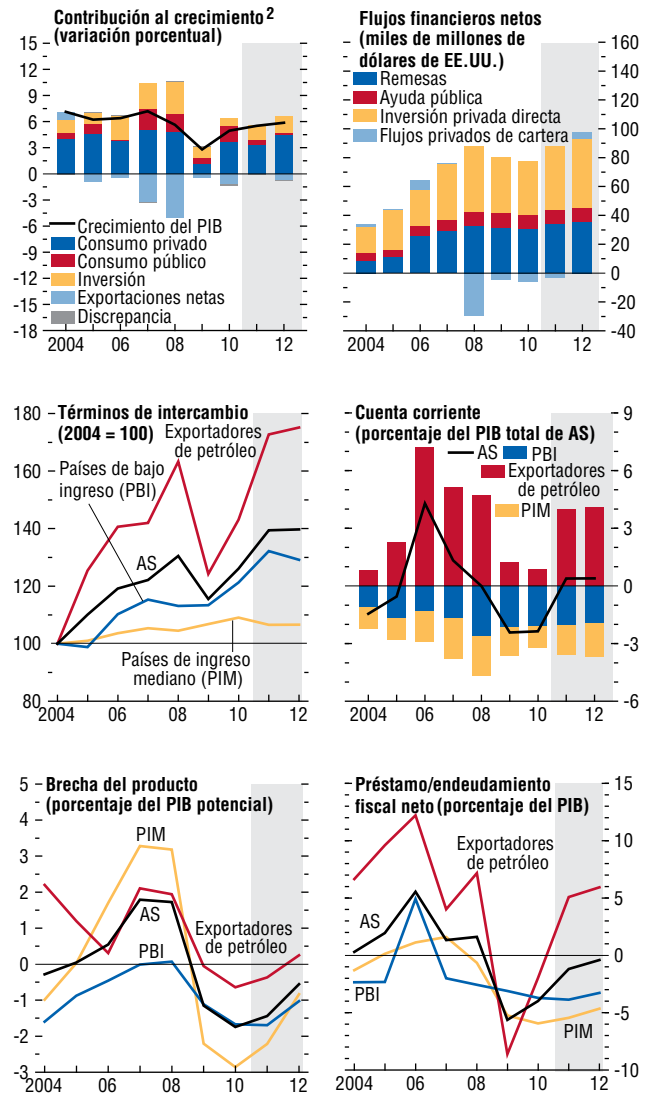 Contribución al crecimiento 2
(variación porcentual)
15
12
9
6
3
0
-3
-6
-9
-12
-15
-18
Crecimiento del PIB
Consumo privado
Consumo público
Inversión
Exportaciones netas
Discrepancia
2004 06 08 10 12
Flujos financieros netos
(miles de millones de
dólares de EE.UU.)
Remesas
Ayuda pública
Inversión privada directa
Flujos privados de cartera
160
140
120
100
80
60
40
20
0
-20
-40
2004 06 08 10 12
Términos de intercambio
(2004 = 100)
Exportadores
de petróleo
Países de bajo
ingreso (PBI)
AS
Países de ingreso
mediano (PIM)
180
160
140
120
100
80
2004 06 08 10 12
Cuenta corriente
(porcentaje del PIB total de AS)
AS
PBI
Exportadores
de petróleo
PIM
9
6
3
0
-3
-6
2004 06 08 10 12
Brecha del producto
(porcentaje del PIB potencial)
PIM
AS
PBI
Exportadores
de petróleo
5
4
3
2
1
0
-1
-2
-3
2004 06 08 10 12
Préstamo/endeudamiento
fiscal neto (porcentaje del PIB)
Exportadores
de petróleo
AS
PBI
PIM
15
10
5
0
-5
-10
2004 06 08 10 12